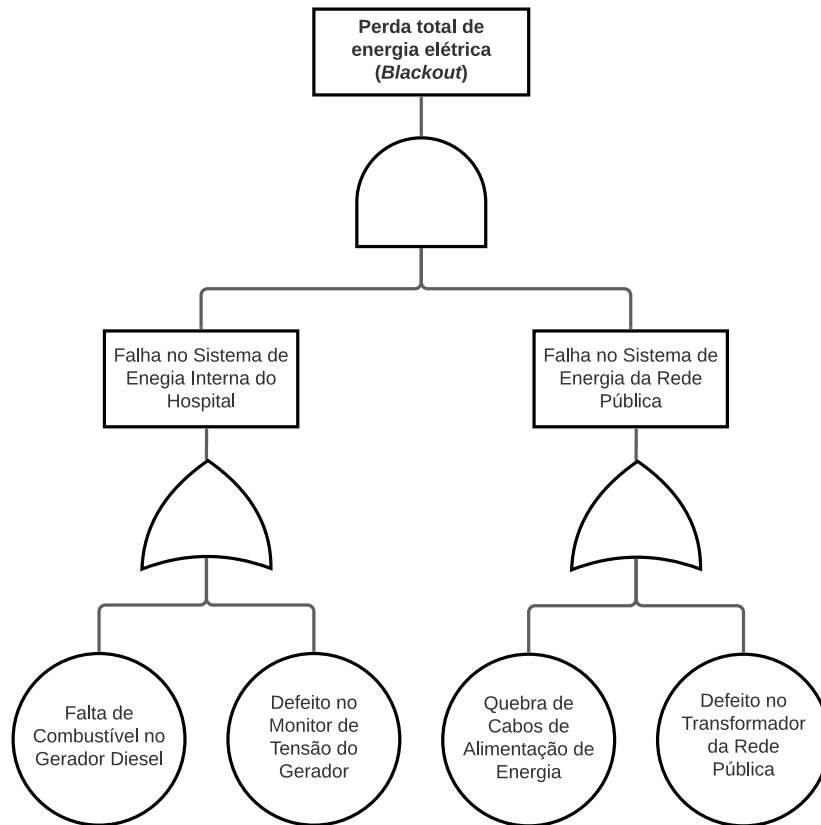 Perda total de
energia elétrica
(Blackout)
Falha no Sistema de
Enegia Interna do
Hospital
Falha no Sistema de
Energia da Rede
Pública
Falta de
Combustível no
Gerador Diesel
Defeito no
Monitor de
Tensão do
Gerador
Quebra de
Cabos de
Alimentação de
Energia
Defeito no
Transformador
da Rede
Pública